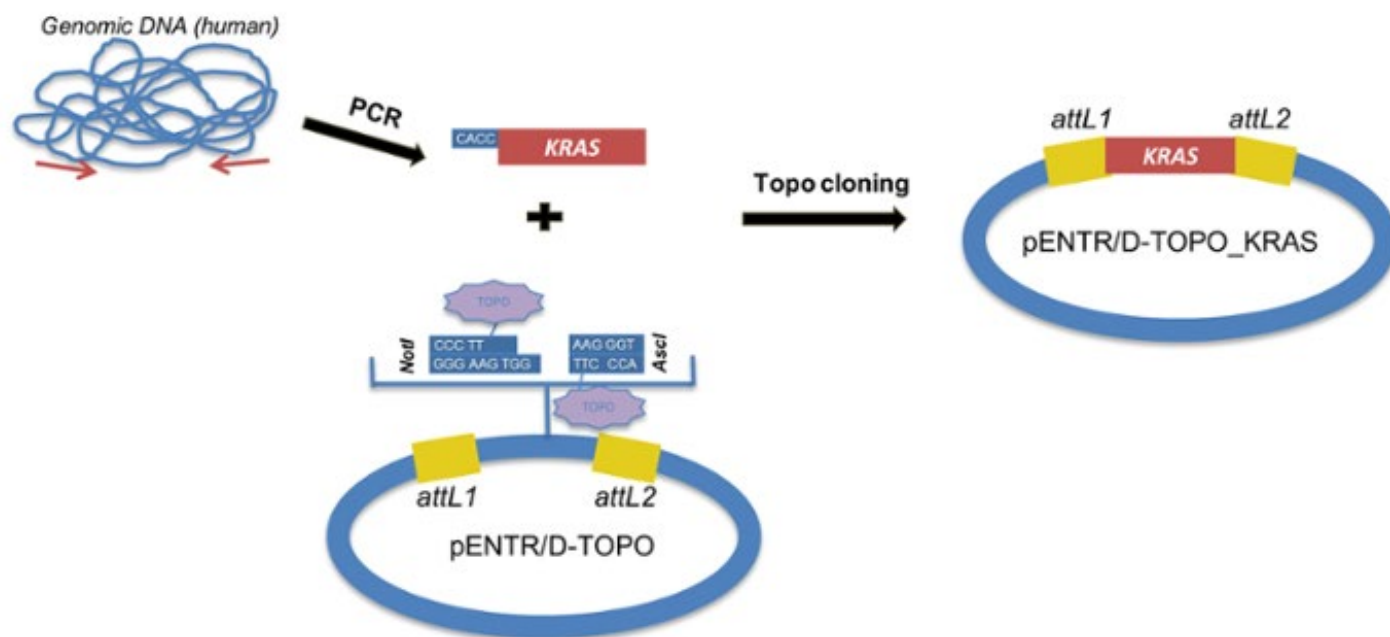 Genomic DNA (human)
PCR
CACC
KRAS
+
Topo cloning
attL1
attL2
KRAS
pENTR/D-TOPO_KRAS
TOPO
NotI
CCC TT
GGG AAG TGG
AAG GGT
TTC CCA
AscI
TOPO
attL1
attL2
pENTR/D-TOPO